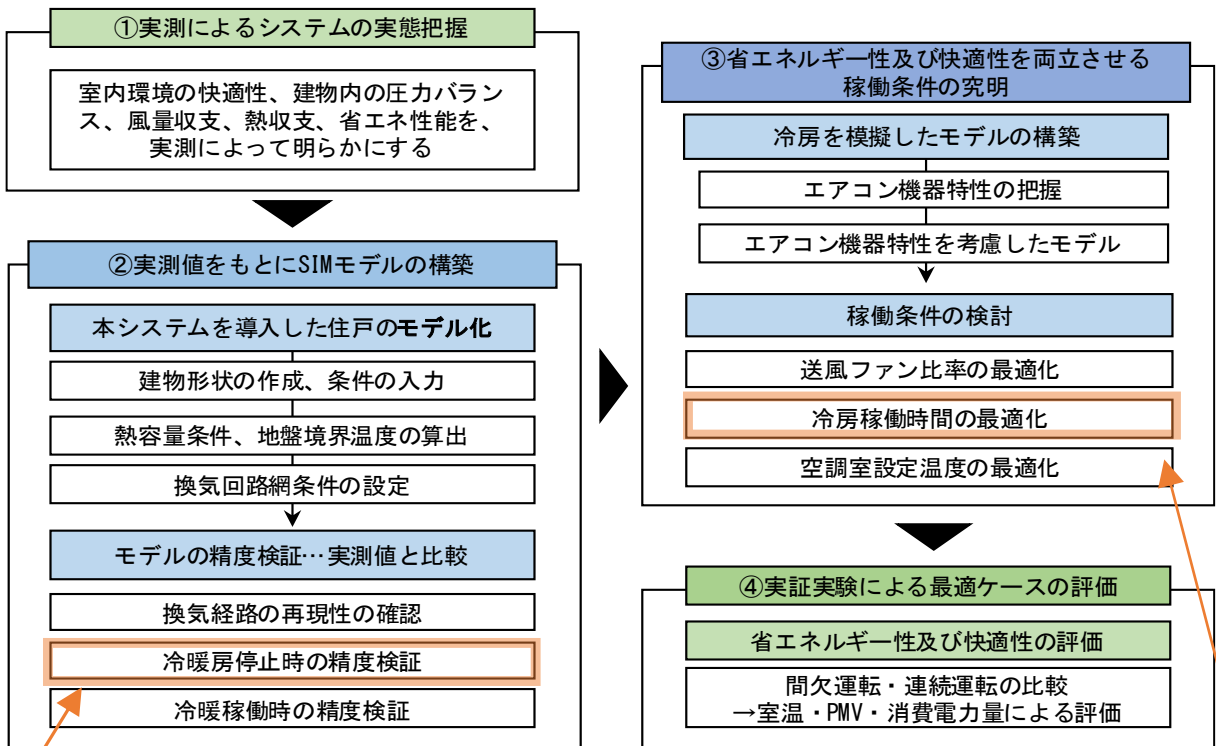 ①実測によるシステムの実態把握
室内環境の快適性、建物内の圧力バラン
ス、風量収支、熱収支、省エネ性能を、
実測によって明らかにする
②実測値をもとにSIMモデルの構築
本システムを導入した住戸のモデル化
建物形状の作成、条件の入力
熱容量条件、地盤境界温度の算出
換気回路網条件の設定
モデルの精度検証…実測値と比較
換気経路の再現性の確認
冷暖房停止時の精度検証
冷暖稼働時の精度検証
③省エネルギー性及び快適性を両立させる
稼働条件の究明
冷房を模擬したモデルの構築
エアコン機器特性の把握
エアコン機器特性を考慮したモデル
稼働条件の検討
送風ファン比率の最適化
冷房稼働時間の最適化
空調室設定温度の最適化
④実証実験による最適ケースの評価
省エネルギー性及び快適性の評価
間欠運転・連続運転の比較
→室温・PMV・消費電力量による評価